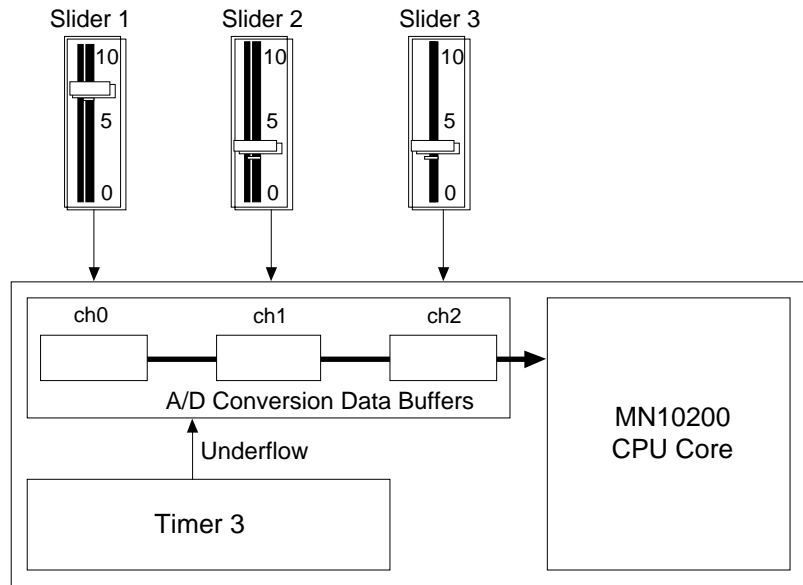 Slider 1
Slider 2
Slider 3
10
5
0
10
5
0
10
5
0
ch0
ch1
ch2
A/D Conversion Data Buffers
Underflow
Timer 3
MN10200
CPU Core